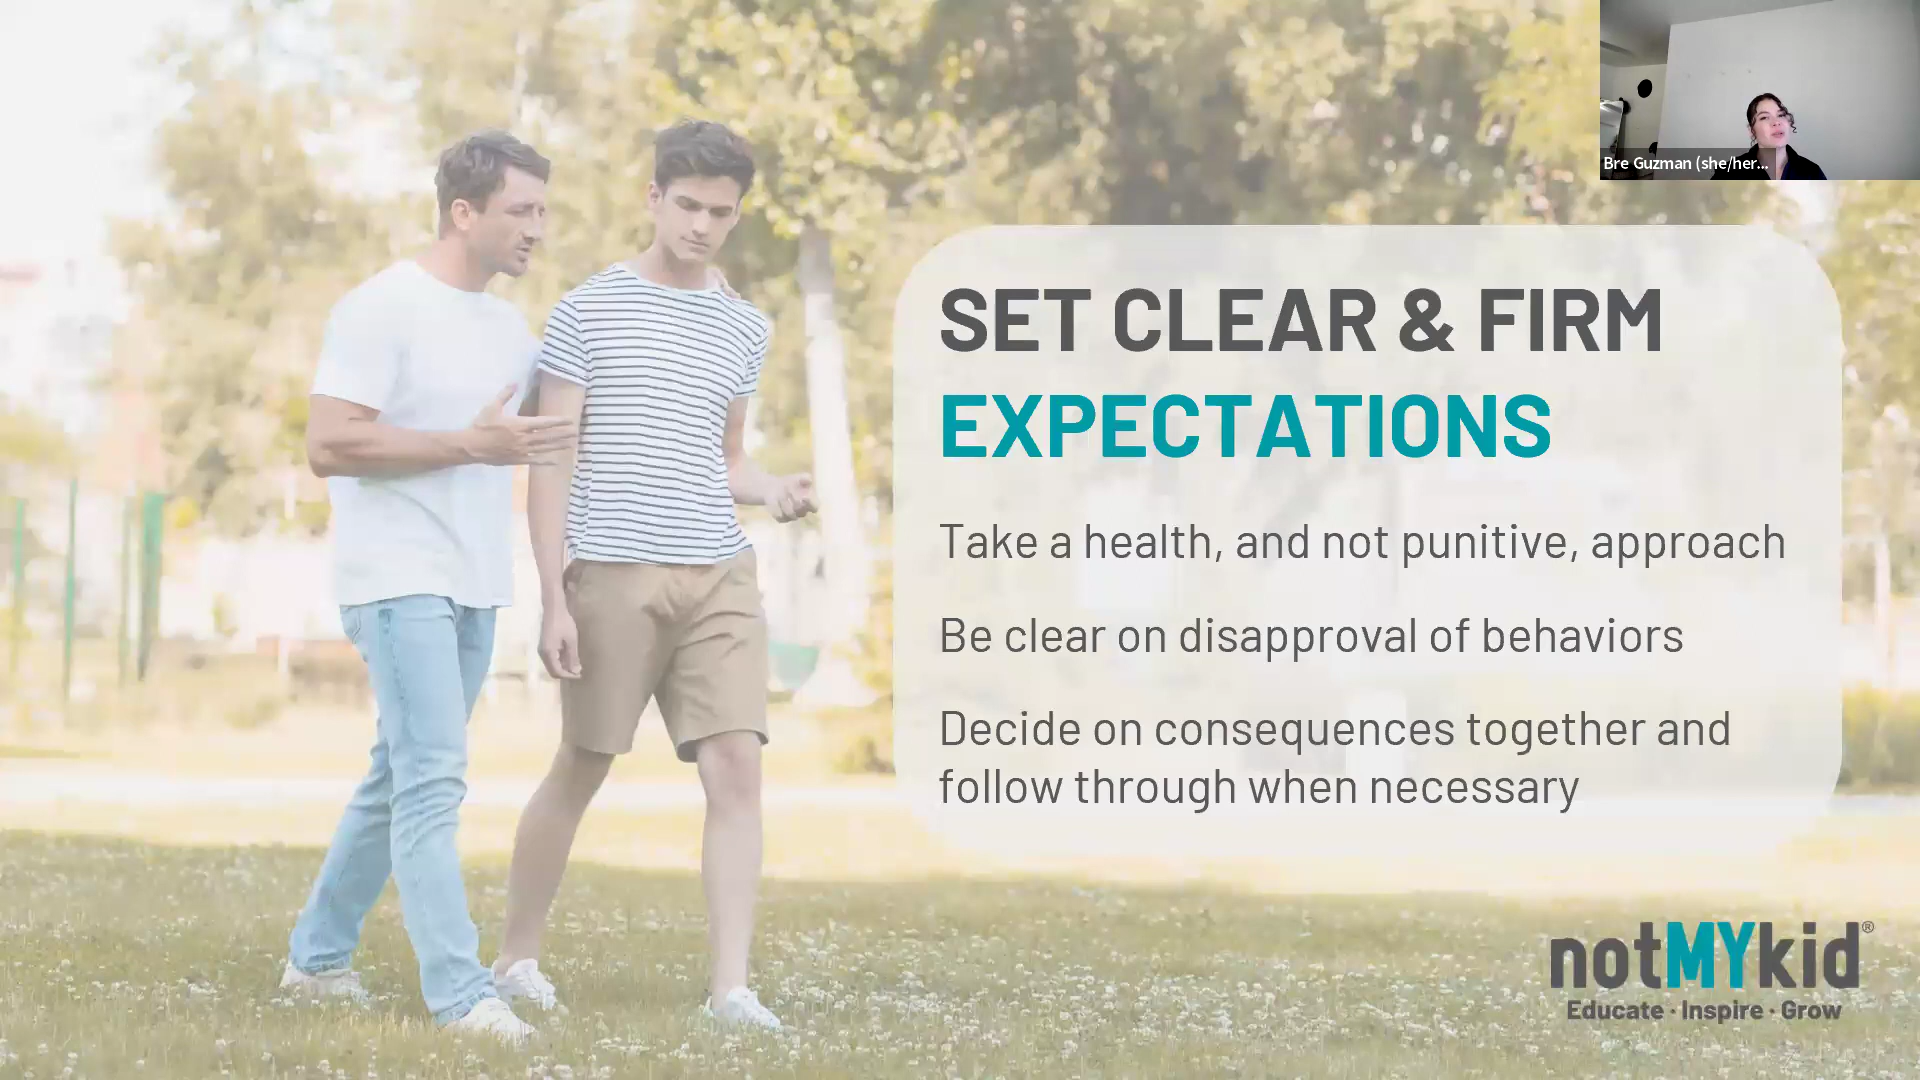 Bre Guzman (she/her...
SET CLEAR & FIRM
EXPECTATIONS
Take a health, and not punitive, approach
Be clear on disapproval of behaviors
Decide on consequences together and
follow through when necessary
notMYkid®
Educate · Inspire · Grow